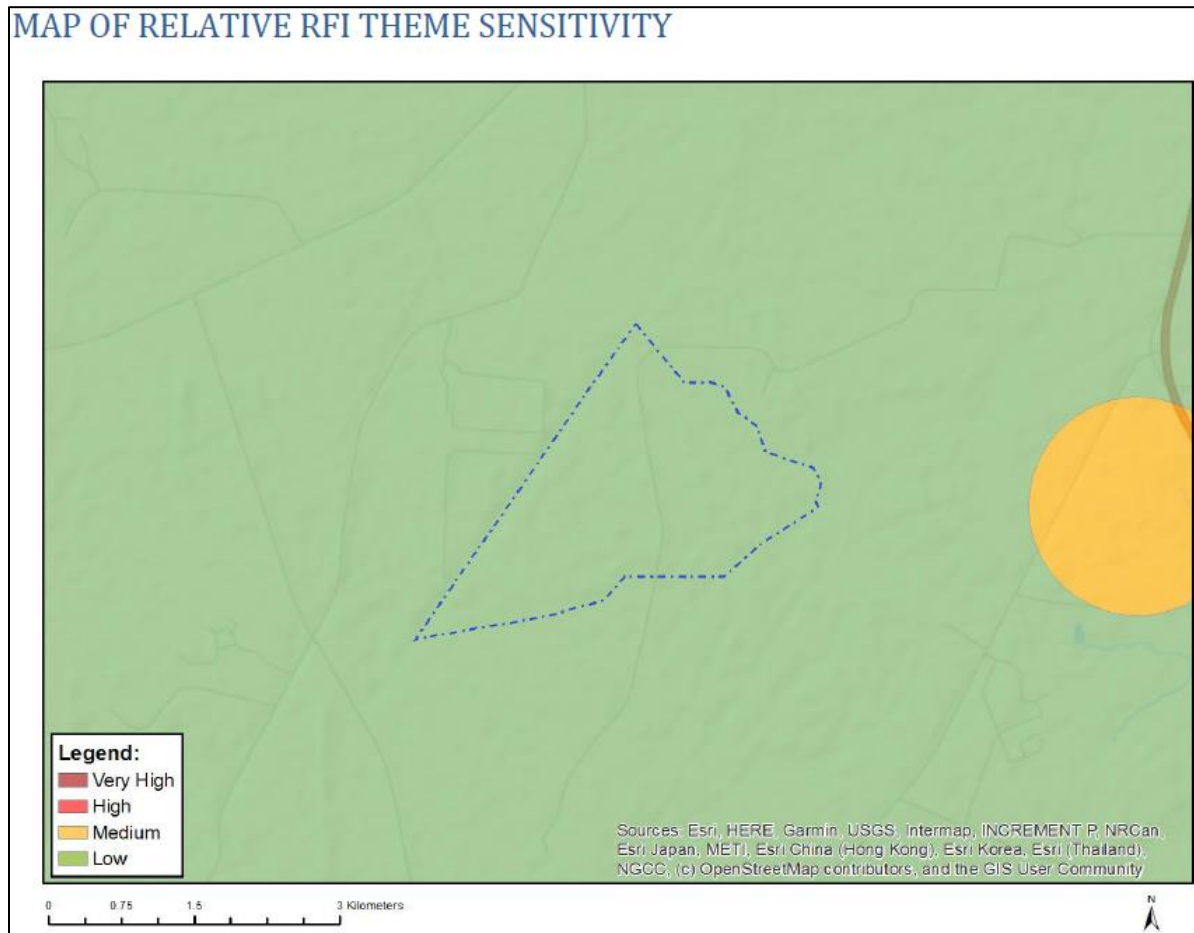 MAP OF RELATIVE RFI THEME SENSITIVITY
Legend:
Very High
High
Medium
Low
Sources: Esri, HERE, Garmin, USGS, Intermap, INCREMENT P, NRCan,
Esri Japan, METI, Esri China (Hong Kong), Esri Korea, Esri (Thailand),
NGCC, (c) OpenStreetMap contributors, and the GIS User Community
0 0.75 1.5 3 Kilometers
N